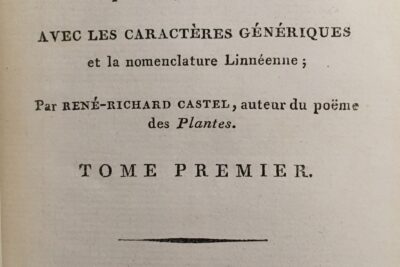 AVEC LES CARACTÈRES GÉNÉRIQUES
et la nomenclature Linnéenne ;
Par RENÉ-RICHARD CASTEL, auteur du poëme
des Plantes.
TOME PREMIER.